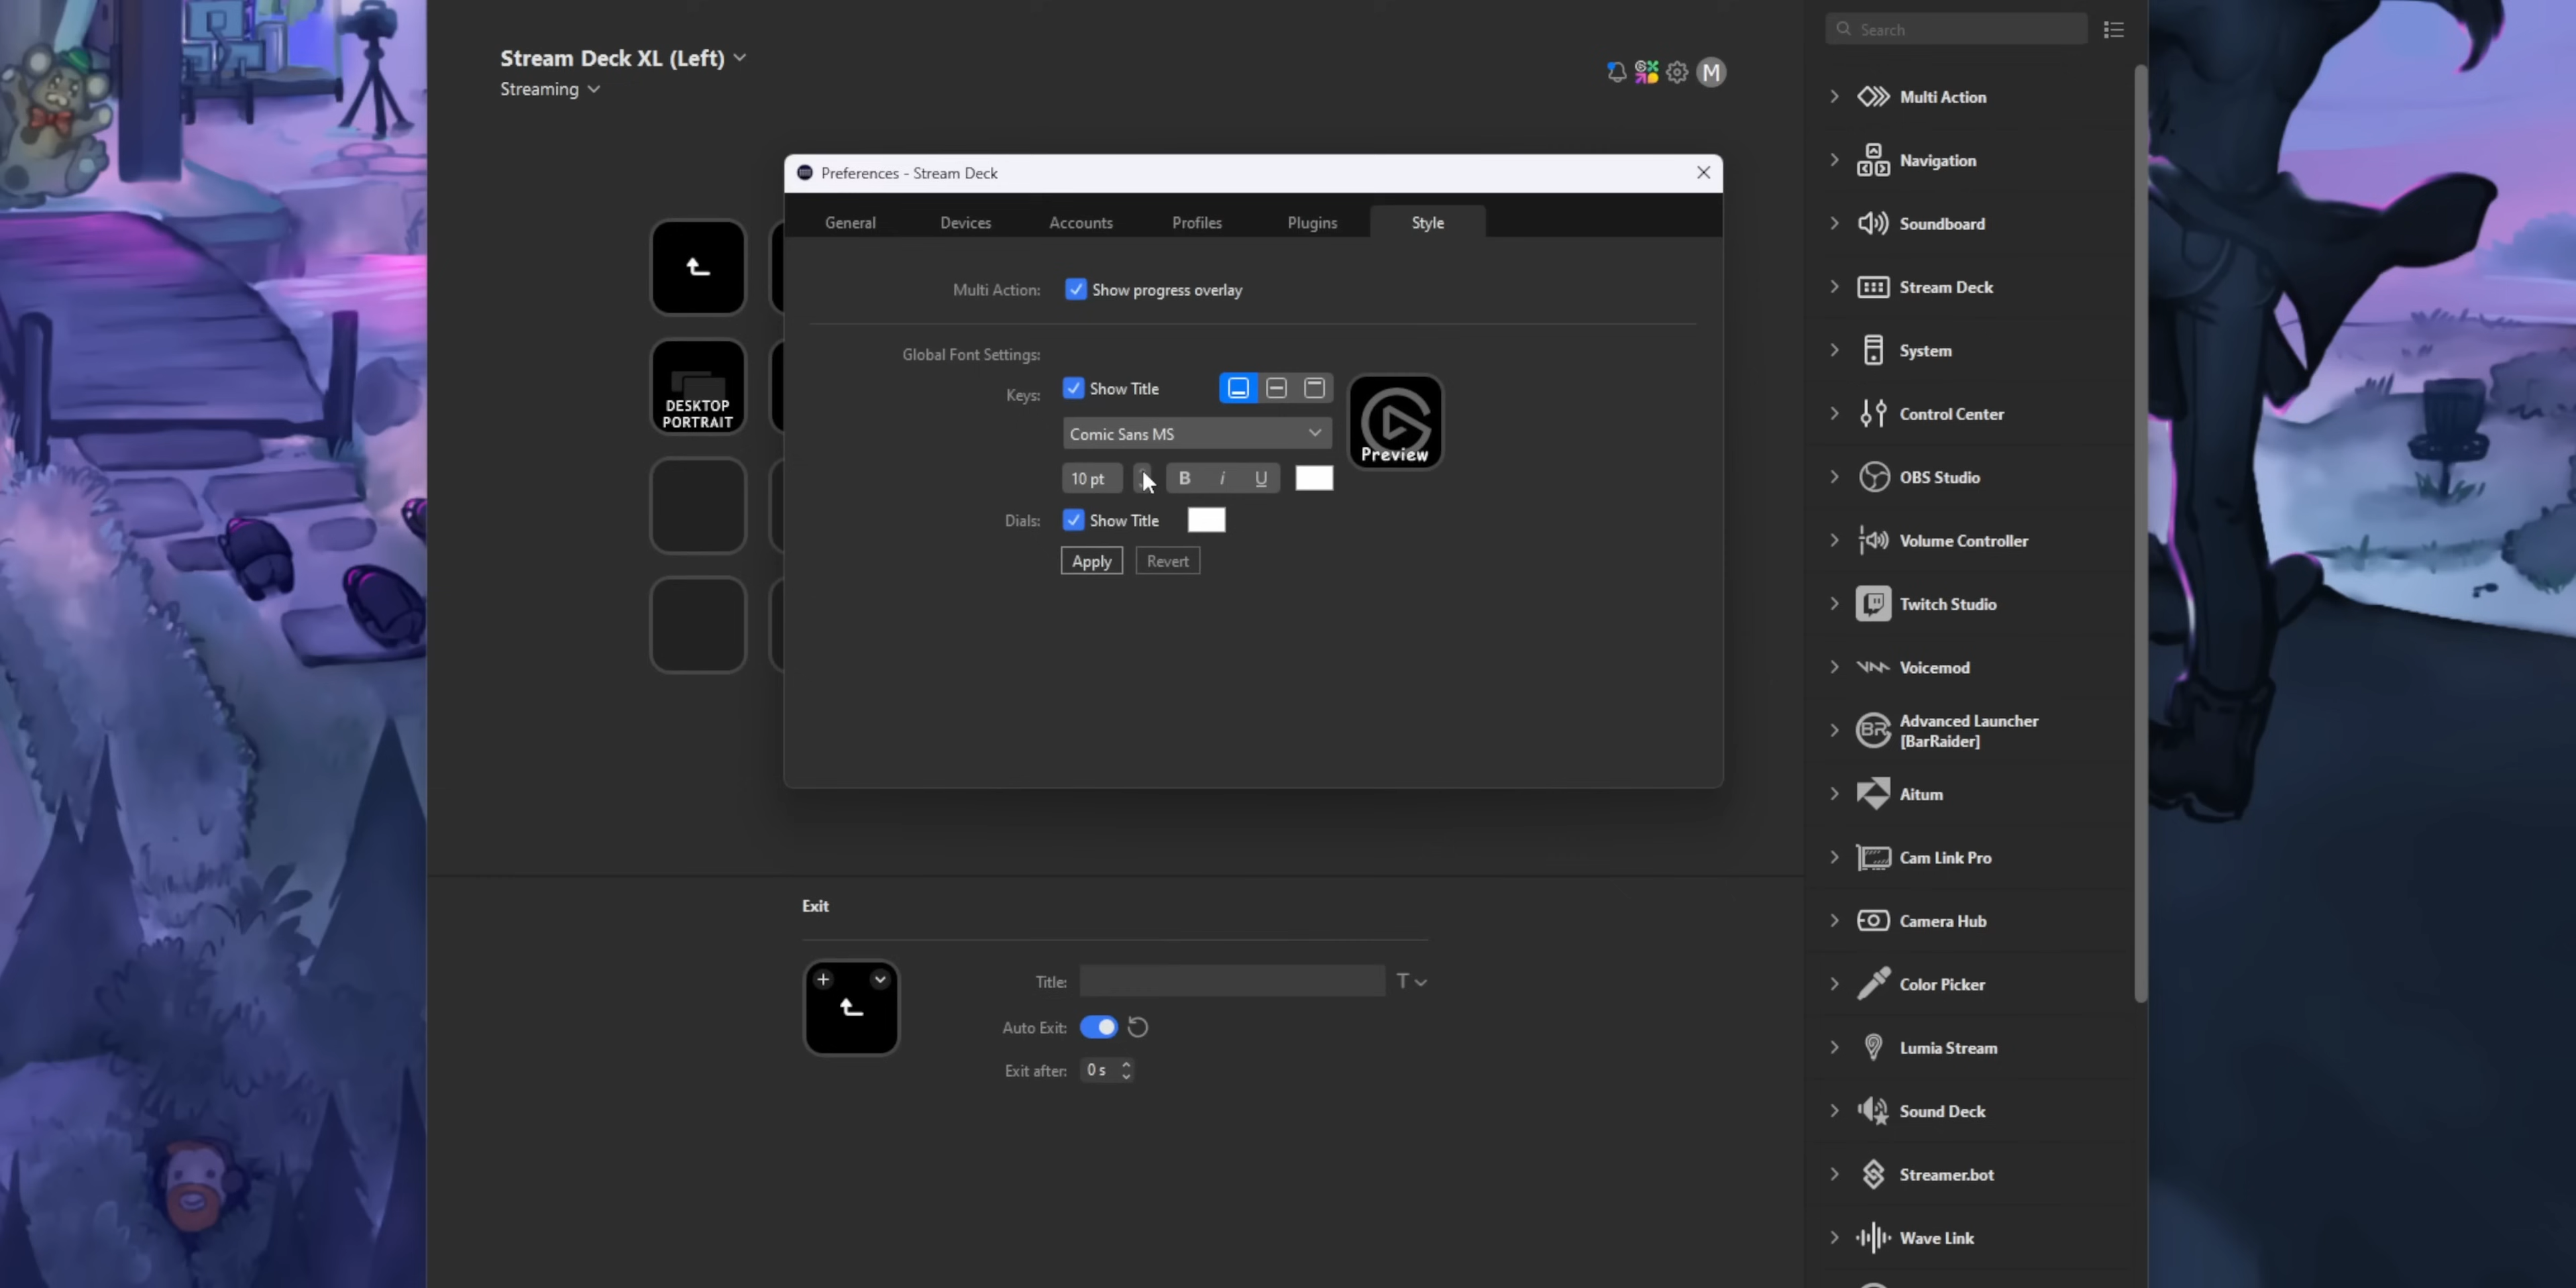 Stream Deck XL (Left)
Streaming
M
DESKTOP
PORTRAIT
Preferences - Stream Deck
General Devices Accounts Profiles Plugins Style
Multi Action: Show progress overlay
Global Font Settings:
Keys: Show Title
Comic Sans MS
Preview
10 pt B i U
Dials: Show Title
Apply Revert
Exit
Title: T
Auto Exit:
Exit after: 0 s
Search
Multi Action
Navigation
Soundboard
Stream Deck
System
Control Center
OBS Studio
Volume Controller
Twitch Studio
Voicemod
BR
Advanced Launcher
[BarRaider]
Aitum
Cam Link Pro
Camera Hub
Color Picker
Lumia Stream
Sound Deck
Streamer.bot
Wave Link